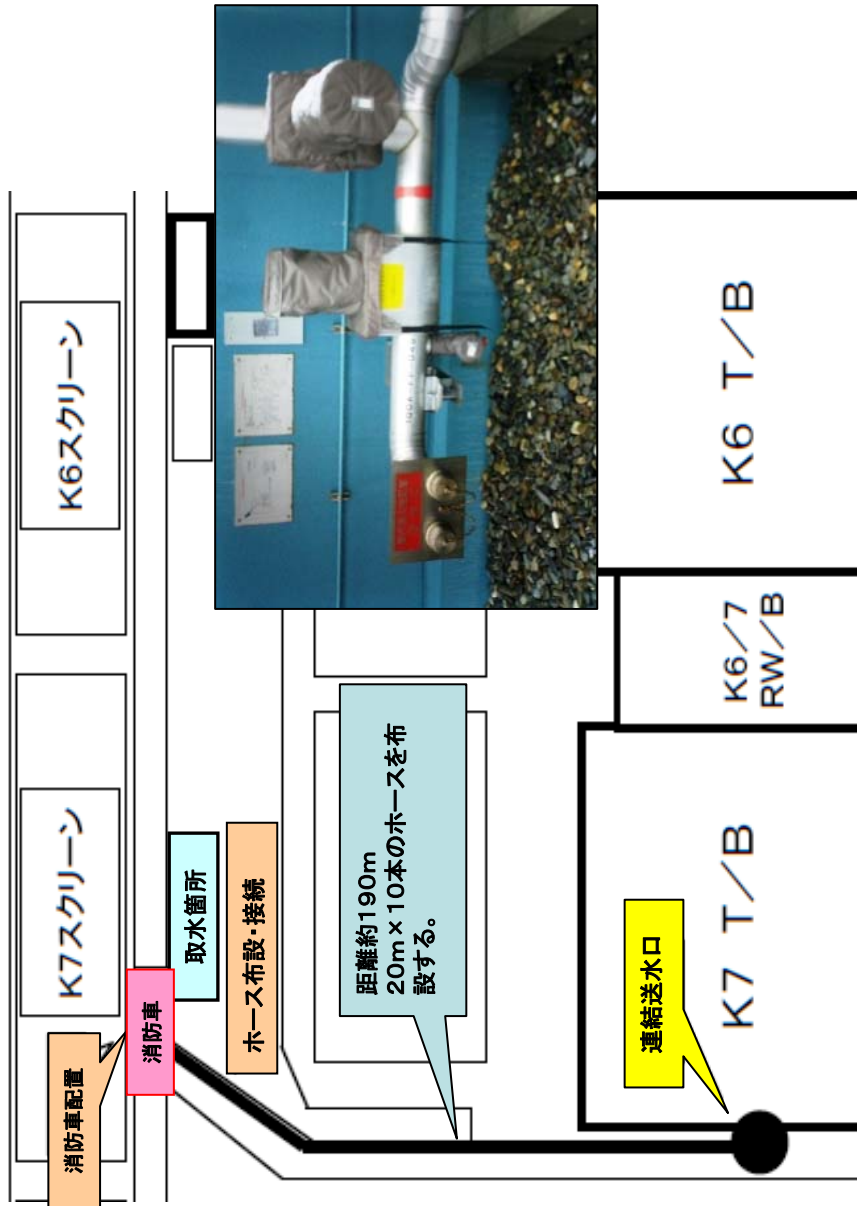 K7スクリーン
K6スクリーン
消防車配置
消防車
取水箇所
ホース布設・接続
距離約190m
20m×10本のホースを布
設する。
連結送水口
K7 T/B
K6/7
RW/B
K6 T/B